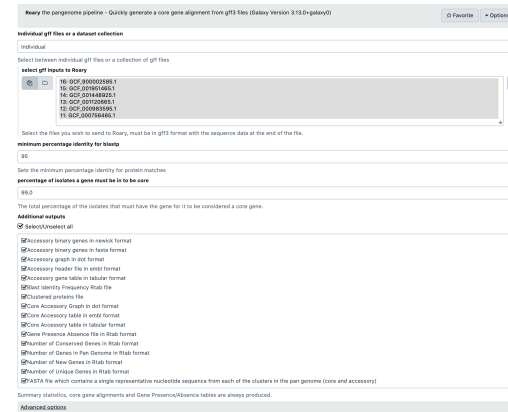 Roary the pangenome pipeline - Quickly generate a core gene alignment from gff3 files (Galaxy Version 3.13.0+galaxy0)
Favorite
Options
Individual gff files or a dataset collection
Individual
Select between individual gff files or a collection of gff files
select gff inputs to Roary
16: GCF_900002585.1
15: GCF_001951465.1
14: GCF_001448925.1
13: GCF_001120665.1
12: GCF_000983595.1
11: GCF_000756465.1
Select the files you wish to send to Roary, must be in gff3 format with the sequence data at the end of the file.
minimum percentage identity for blastp
95
Sets the minimum percentage identity for protein matches
percentage of isolates a gene must be in to be core
99.0
The total percentage of the isolates that must have the gene for it to be considered a core gene.
Additional outputs
Select/Unselect all
Accessory binary genes in newick format
Accessory binary genes in fasta format
Accessory graph in dot format
Accessory header file in embl format
Accessory gene table in tabular format
Blast Identity Frequency Rtab file
Clustered proteins file
Core Accessory Graph in dot format
Core Accessory table in embl format
Core Accessory table in tabular format
Gene Presence Absence file in Rtab format
Number of Conserved Genes in Rtab format
Number of Genes in Pan Genome in Rtab format
Number of New Genes in Rtab format
Number of Unique Genes in Rtab format
FASTA file which contains a single representative nucleotide sequence from each of the clusters in the pan genome (core and accessory)
Summary statistics, core gene alignments and Gene Presence/Absence tables are always produced.
Advanced options